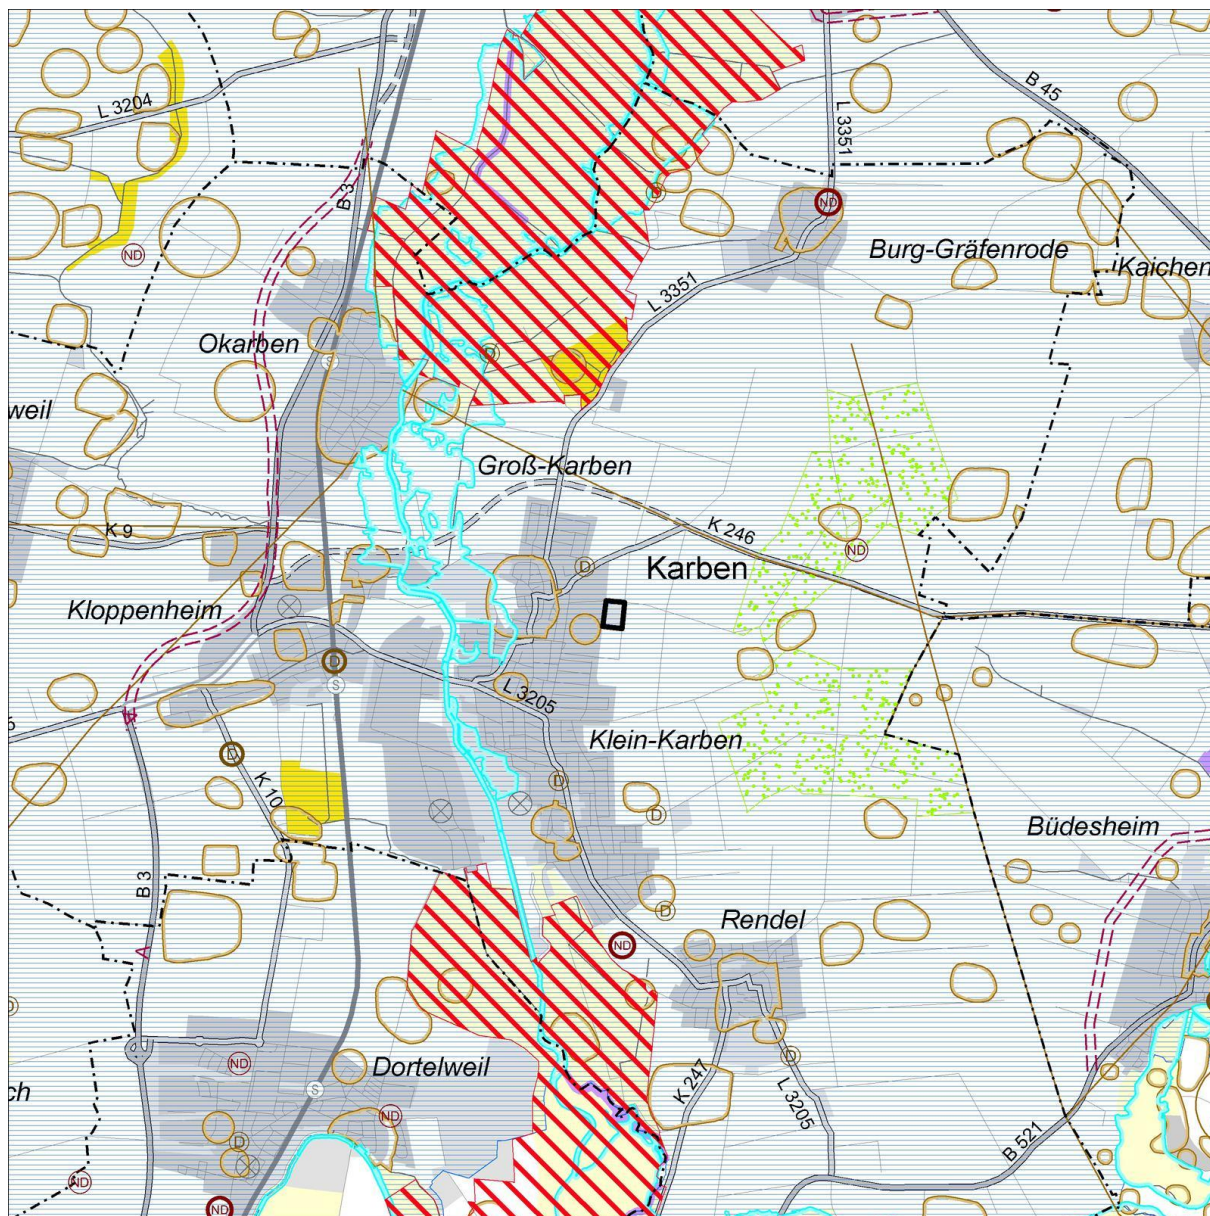 B 45
L 3204
L 3351
B 3
ND
D
ND
Burg-Gräfenrode
Kaichen
L 3351
Okarben
S
D
weil
Groß-Karben
K 9
K 246
ND
Karben
D
Kloppenheim
D
S
L 3205
Klein-Karben
D
K 10
D
D
Büdesheim
B 3
D
Rendel
ND
A
Dortelweil
ND
S
ND
D
K 247
L 3205
D
ch
B 521
ND
ND